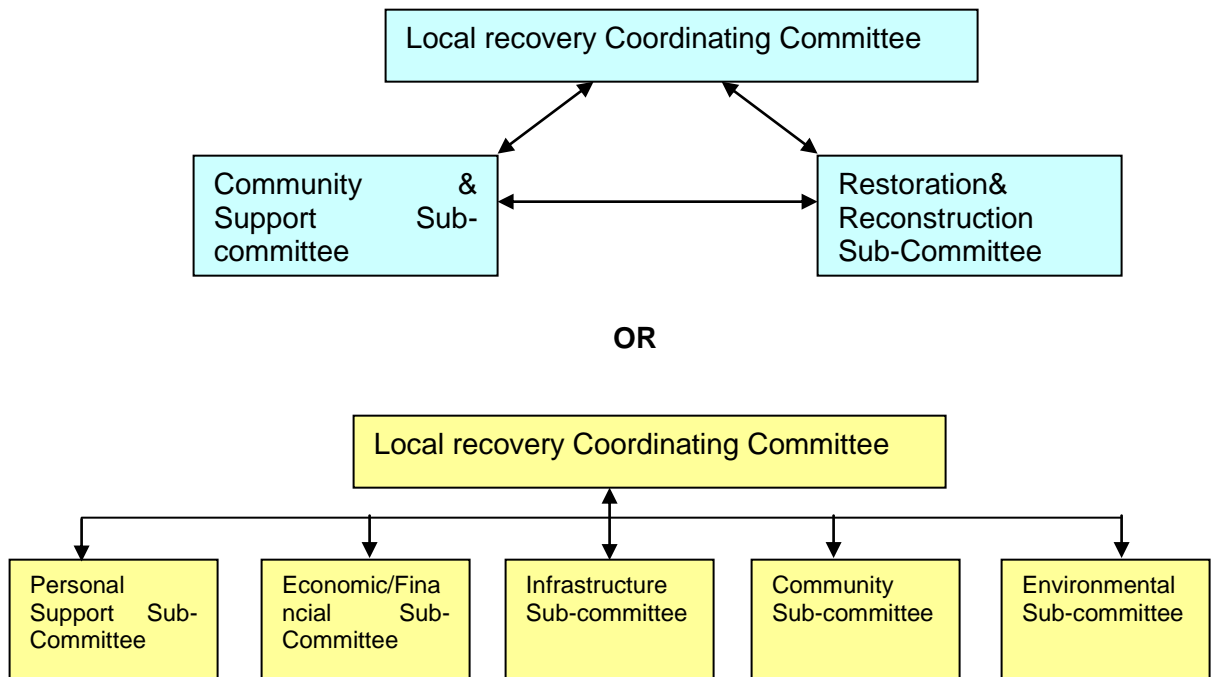 Local recovery Coordinating Committee
Community &
Support Sub-
committee
Restoration&
Reconstruction
Sub-Committee
OR
Local recovery Coordinating Committee
Personal
Support Sub-
Committee
Economic/Fina
ncial Sub-
Committee
Infrastructure
Sub-committee
Community
Sub-committee
Environmental
Sub-committee